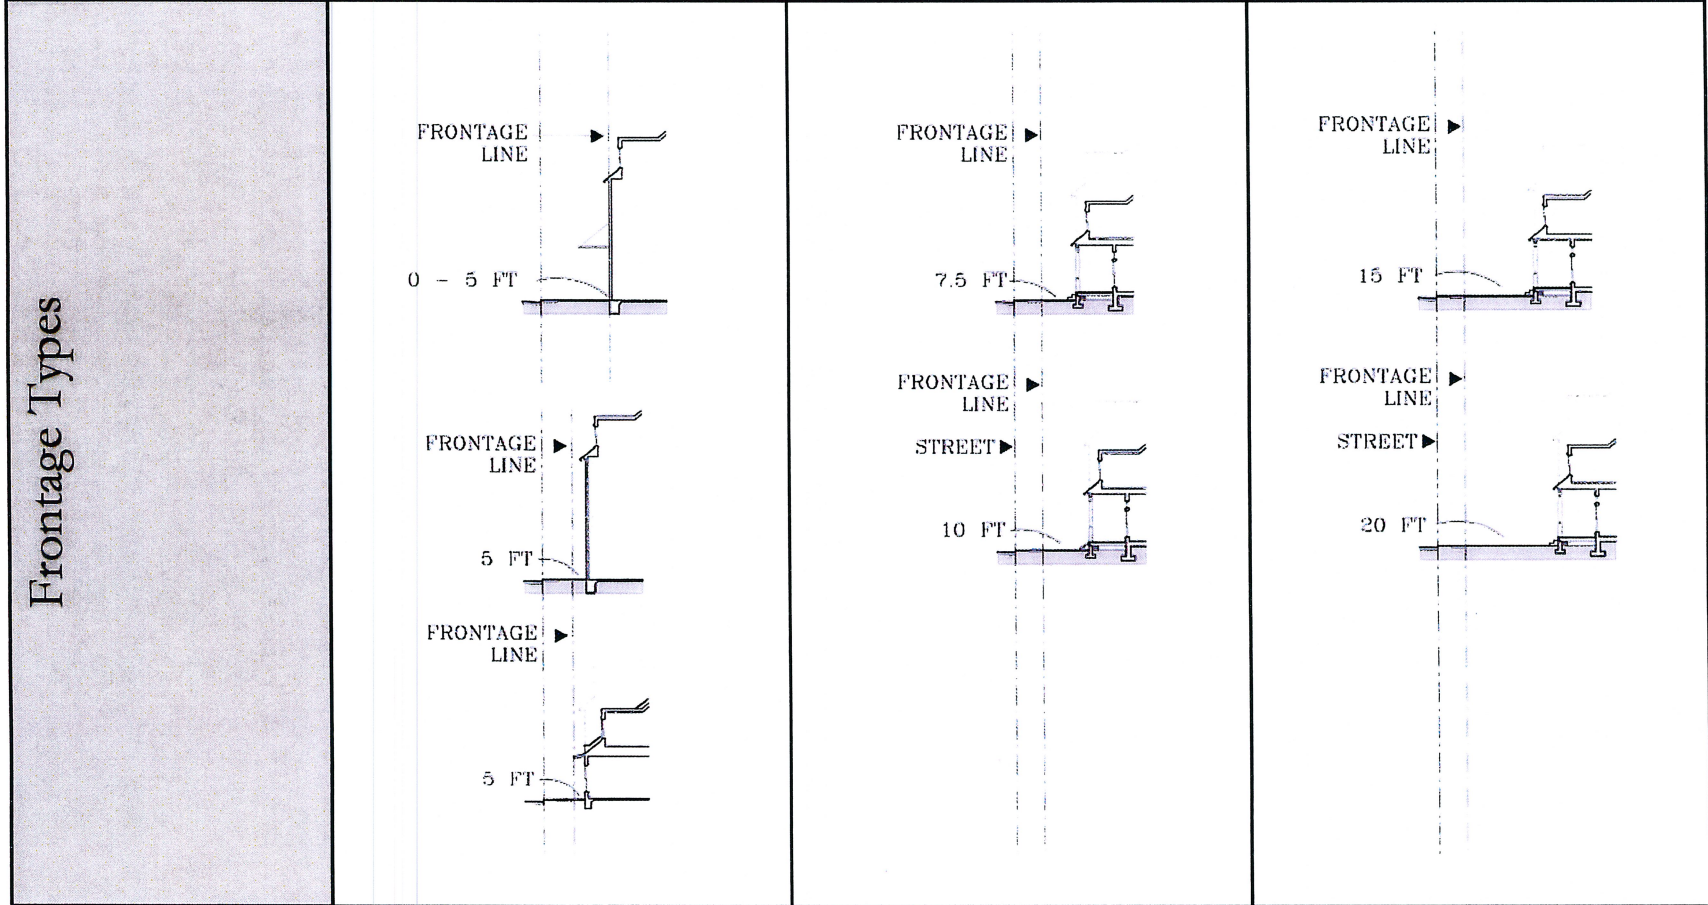 Frontage Types
FRONTAGE
LINE
0 - 5 FT
FRONTAGE
LINE
5 FT
FRONTAGE
LINE
5 FT
FRONTAGE
LINE
7.5 FT
FRONTAGE
LINE
STREET
10 FT
FRONTAGE
LINE
15 FT
FRONTAGE
LINE
STREET
20 FT